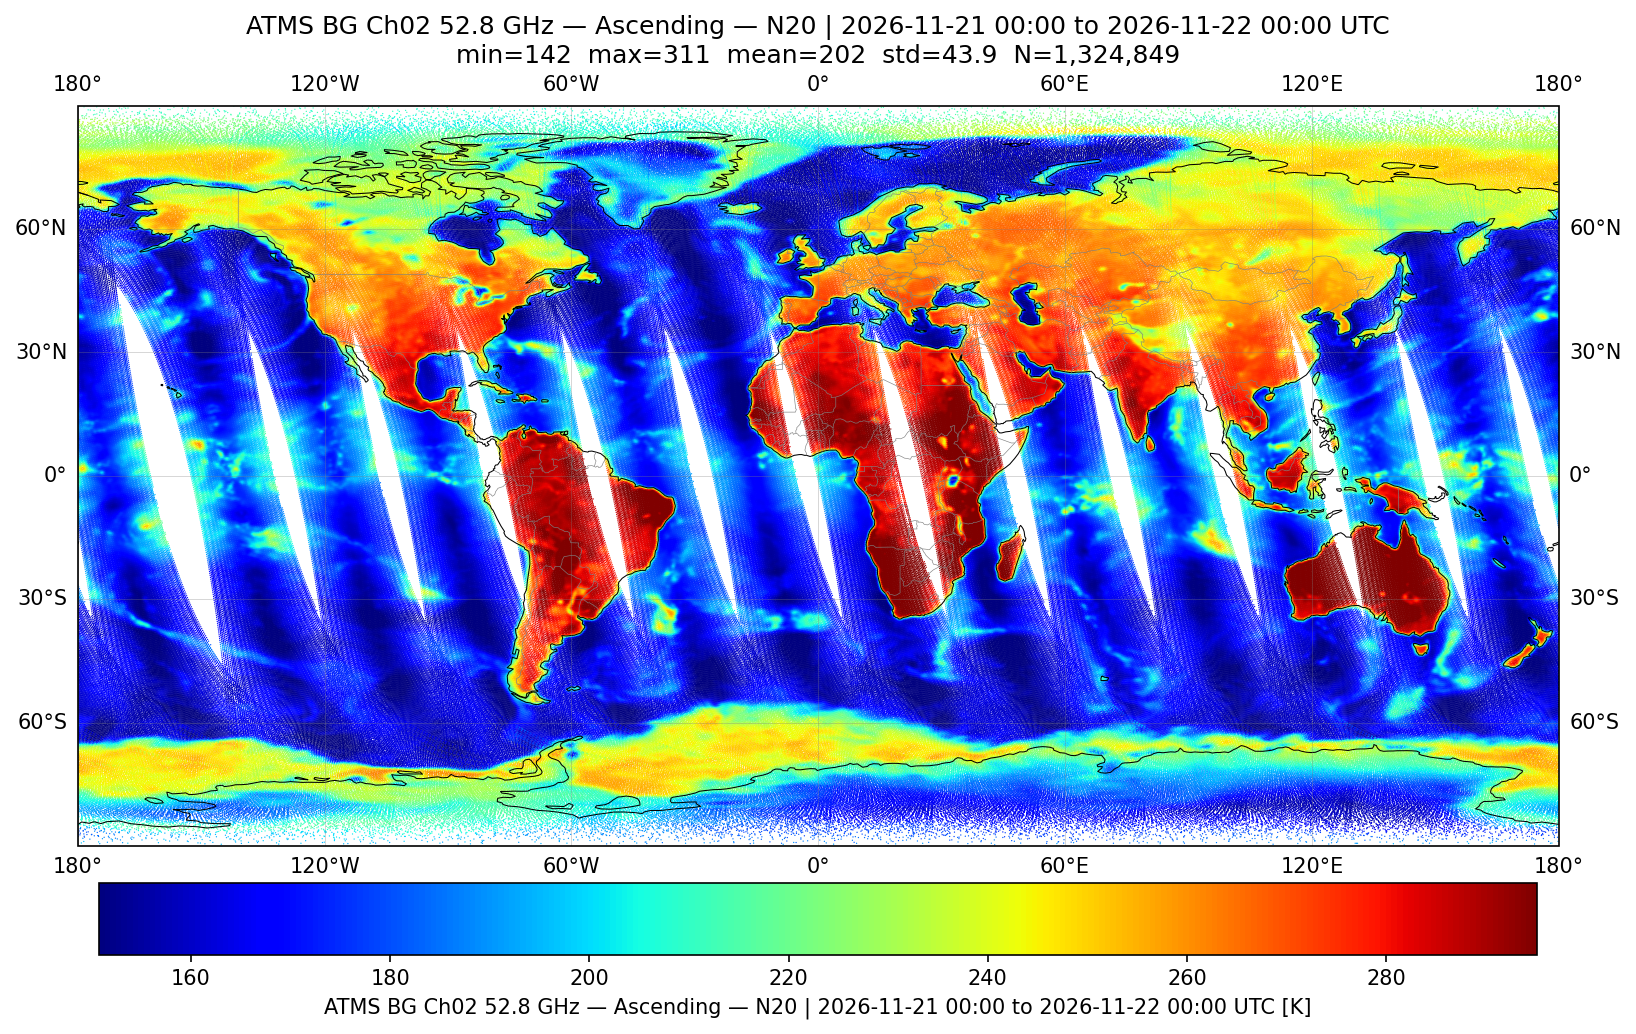 ATMS BG Ch02 52.8 GHz — Ascending — N20 | 2026-11-21 00:00 to 2026-11-22 00:00 UTC
min=142 max=311 mean=202 std=43.9 N=1,324,849
180° 120°W 60°W 0° 60°E 120°E 180°
60°N 60°N
30°N 30°N
0° 0°
30°S 30°S
60°S 60°S
180° 120°W 60°W 0° 60°E 120°E 180°
160 180 200 220 240 260 280
ATMS BG Ch02 52.8 GHz — Ascending — N20 | 2026-11-21 00:00 to 2026-11-22 00:00 UTC [K]